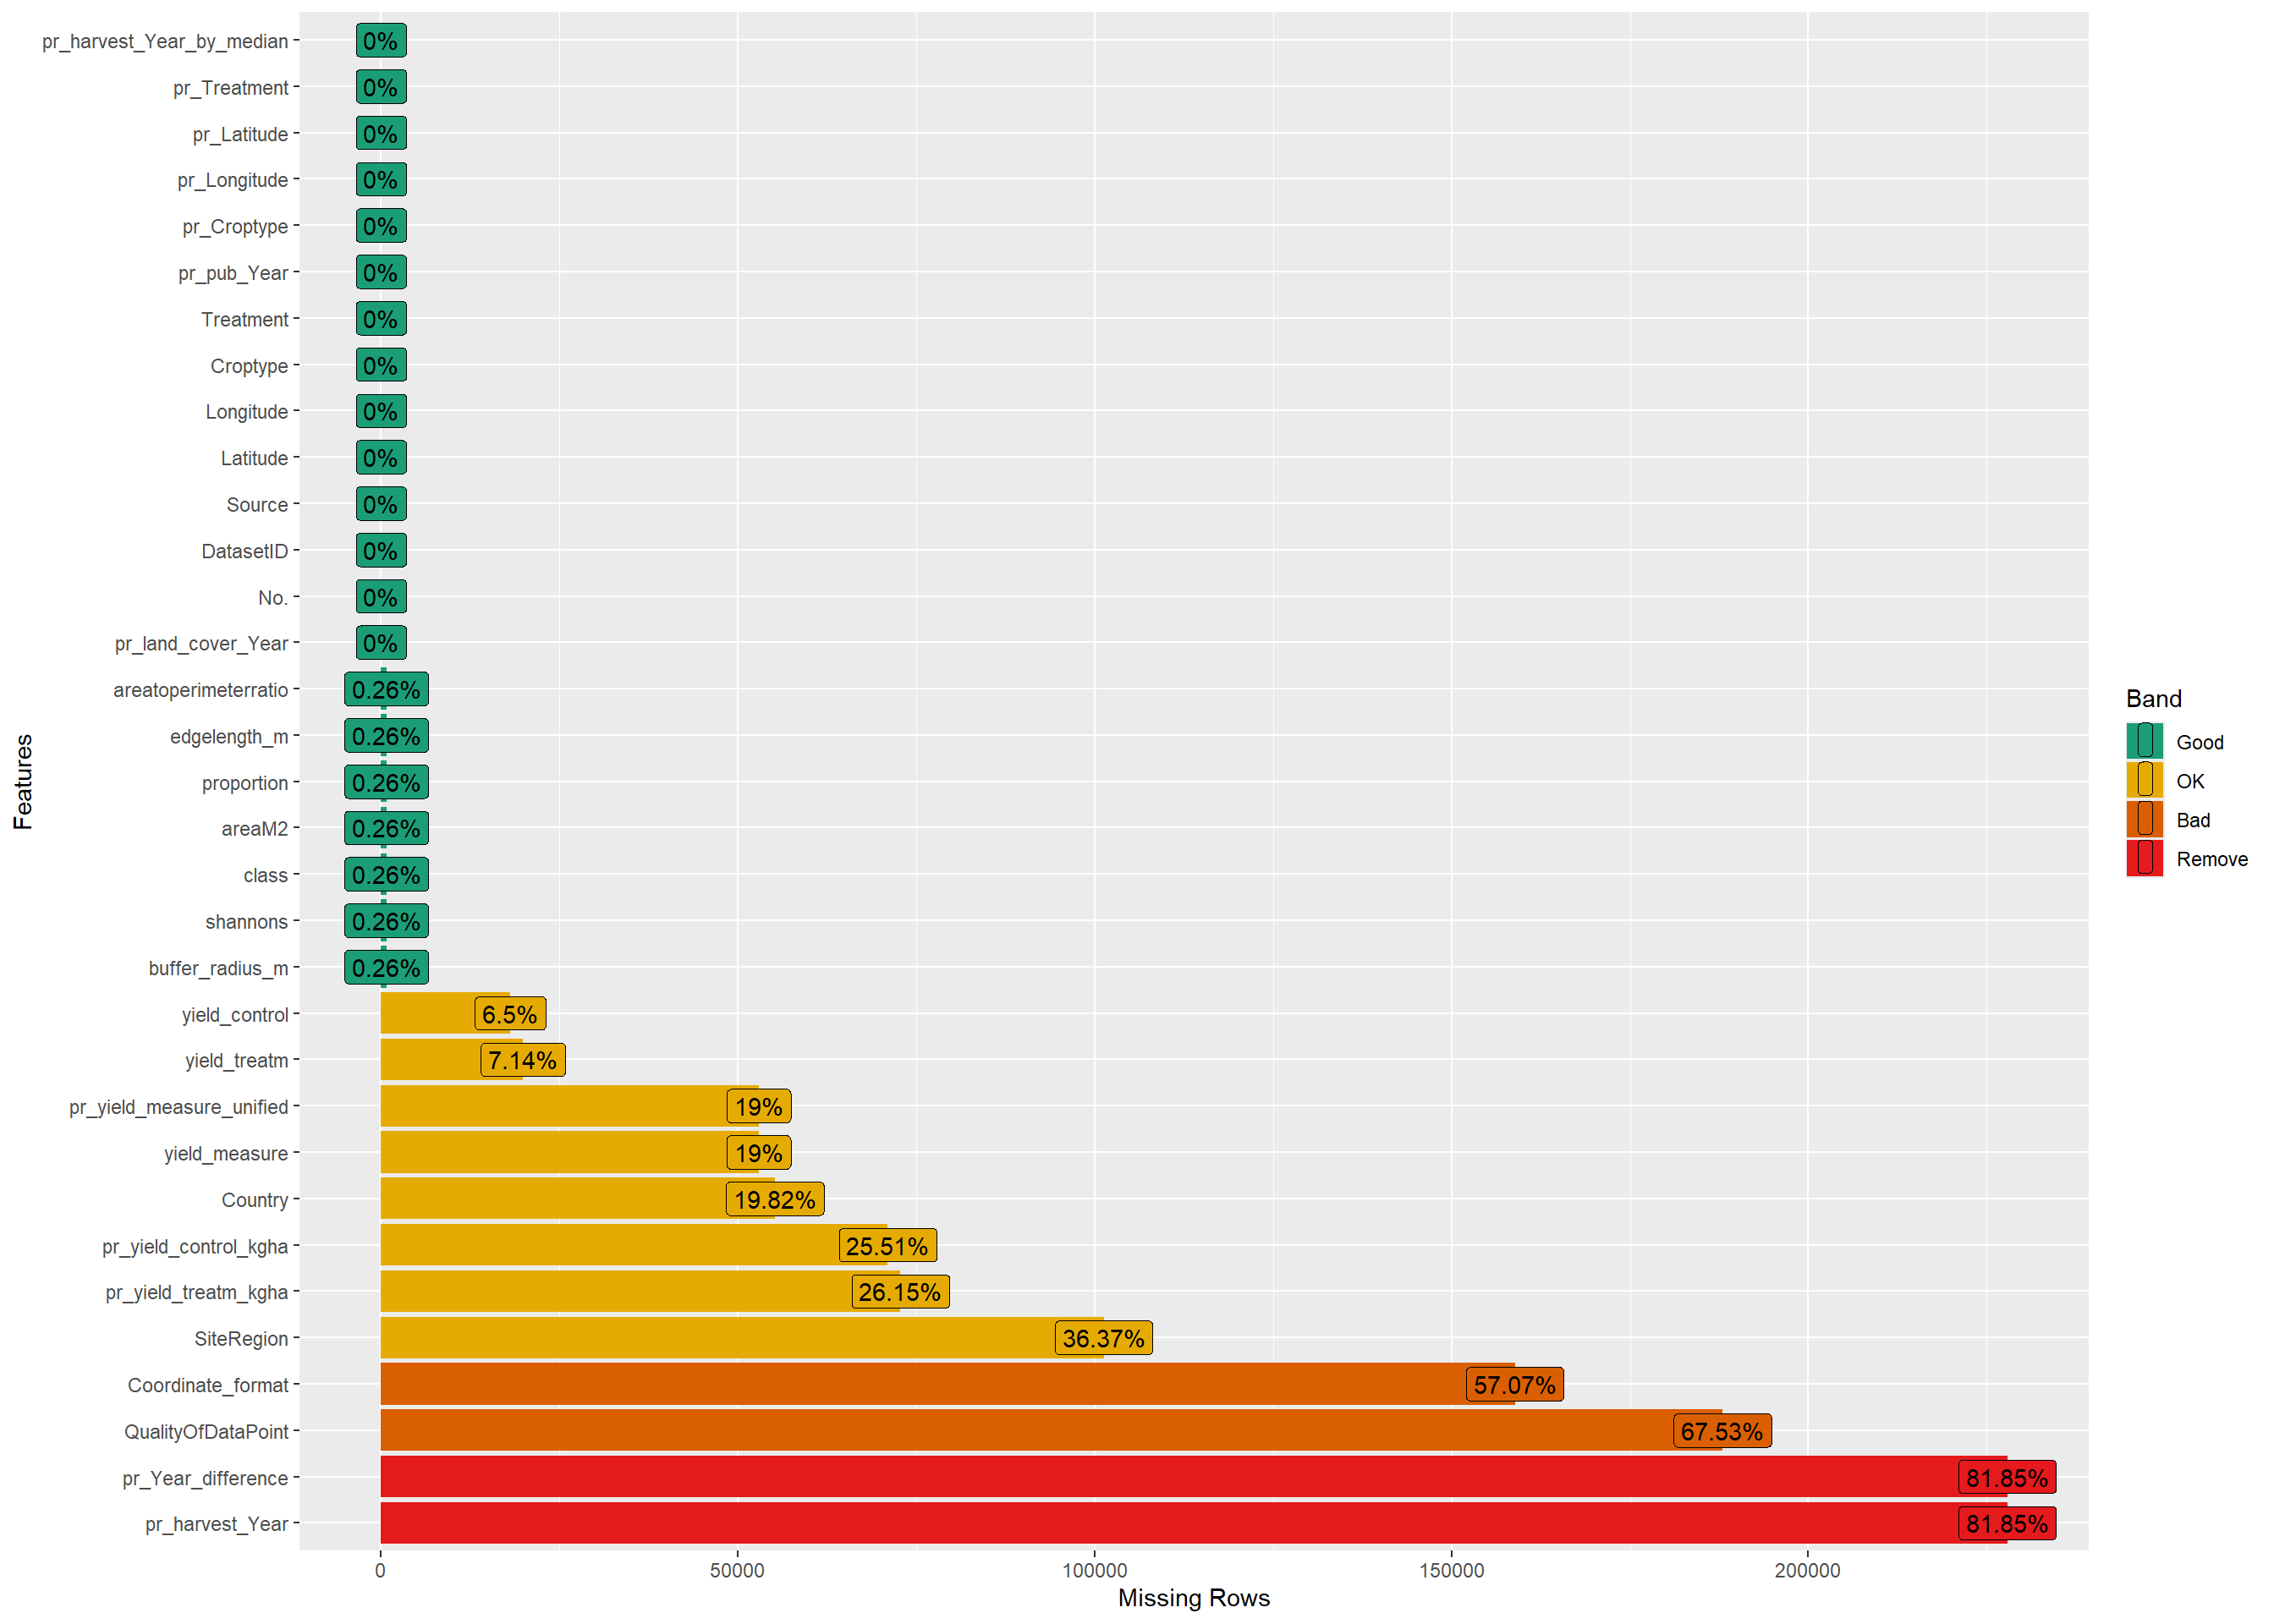 pr_harvest_Year_by_median 0%
pr_Treatment 0%
pr_Latitude 0%
pr_Longitude 0%
pr_Croptype 0%
pr_pub_Year 0%
Treatment 0%
Croptype 0%
Longitude 0%
Latitude 0%
Source 0%
DatasetID 0%
No. 0%
pr_land_cover_Year 0%
areatoperimeterratio 0.26%
edgelength_m 0.26%
proportion 0.26%
areaM2 0.26%
class 0.26%
shannons 0.26%
buffer_radius_m 0.26%
yield_control 6.5%
yield_treatm 7.14%
pr_yield_measure_unified 19%
yield_measure 19%
Country 19.82%
pr_yield_control_kgha 25.51%
pr_yield_treatm_kgha 26.15%
SiteRegion 36.37%
Coordinate_format 57.07%
QualityOfDataPoint 67.53%
pr_Year_difference 81.85%
pr_harvest_Year 81.85%
0 50000 100000 150000 200000
Missing Rows
Features
Band
Good
OK
Bad
Remove